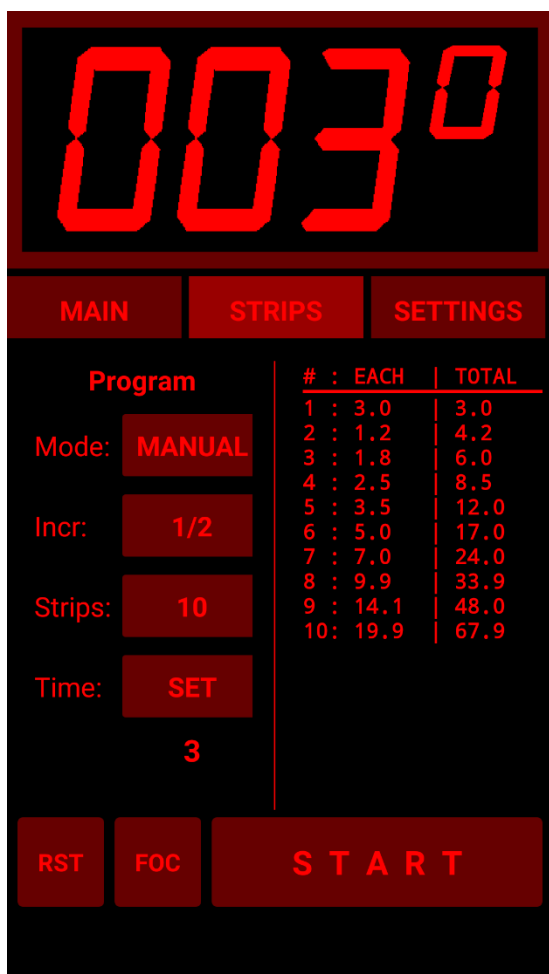 003⁰
MAIN STRIPS SETTINGS
Program
Mode: MANUAL
Incr: 1/2
Strips: 10
Time: SET
3
# : EACH | TOTAL
1 : 3.0 | 3.0
2 : 1.2 | 4.2
3 : 1.8 | 6.0
4 : 2.5 | 8.5
5 : 3.5 | 12.0
6 : 5.0 | 17.0
7 : 7.0 | 24.0
8 : 9.9 | 33.9
9 : 14.1 | 48.0
10: 19.9 | 67.9
RST FOC START